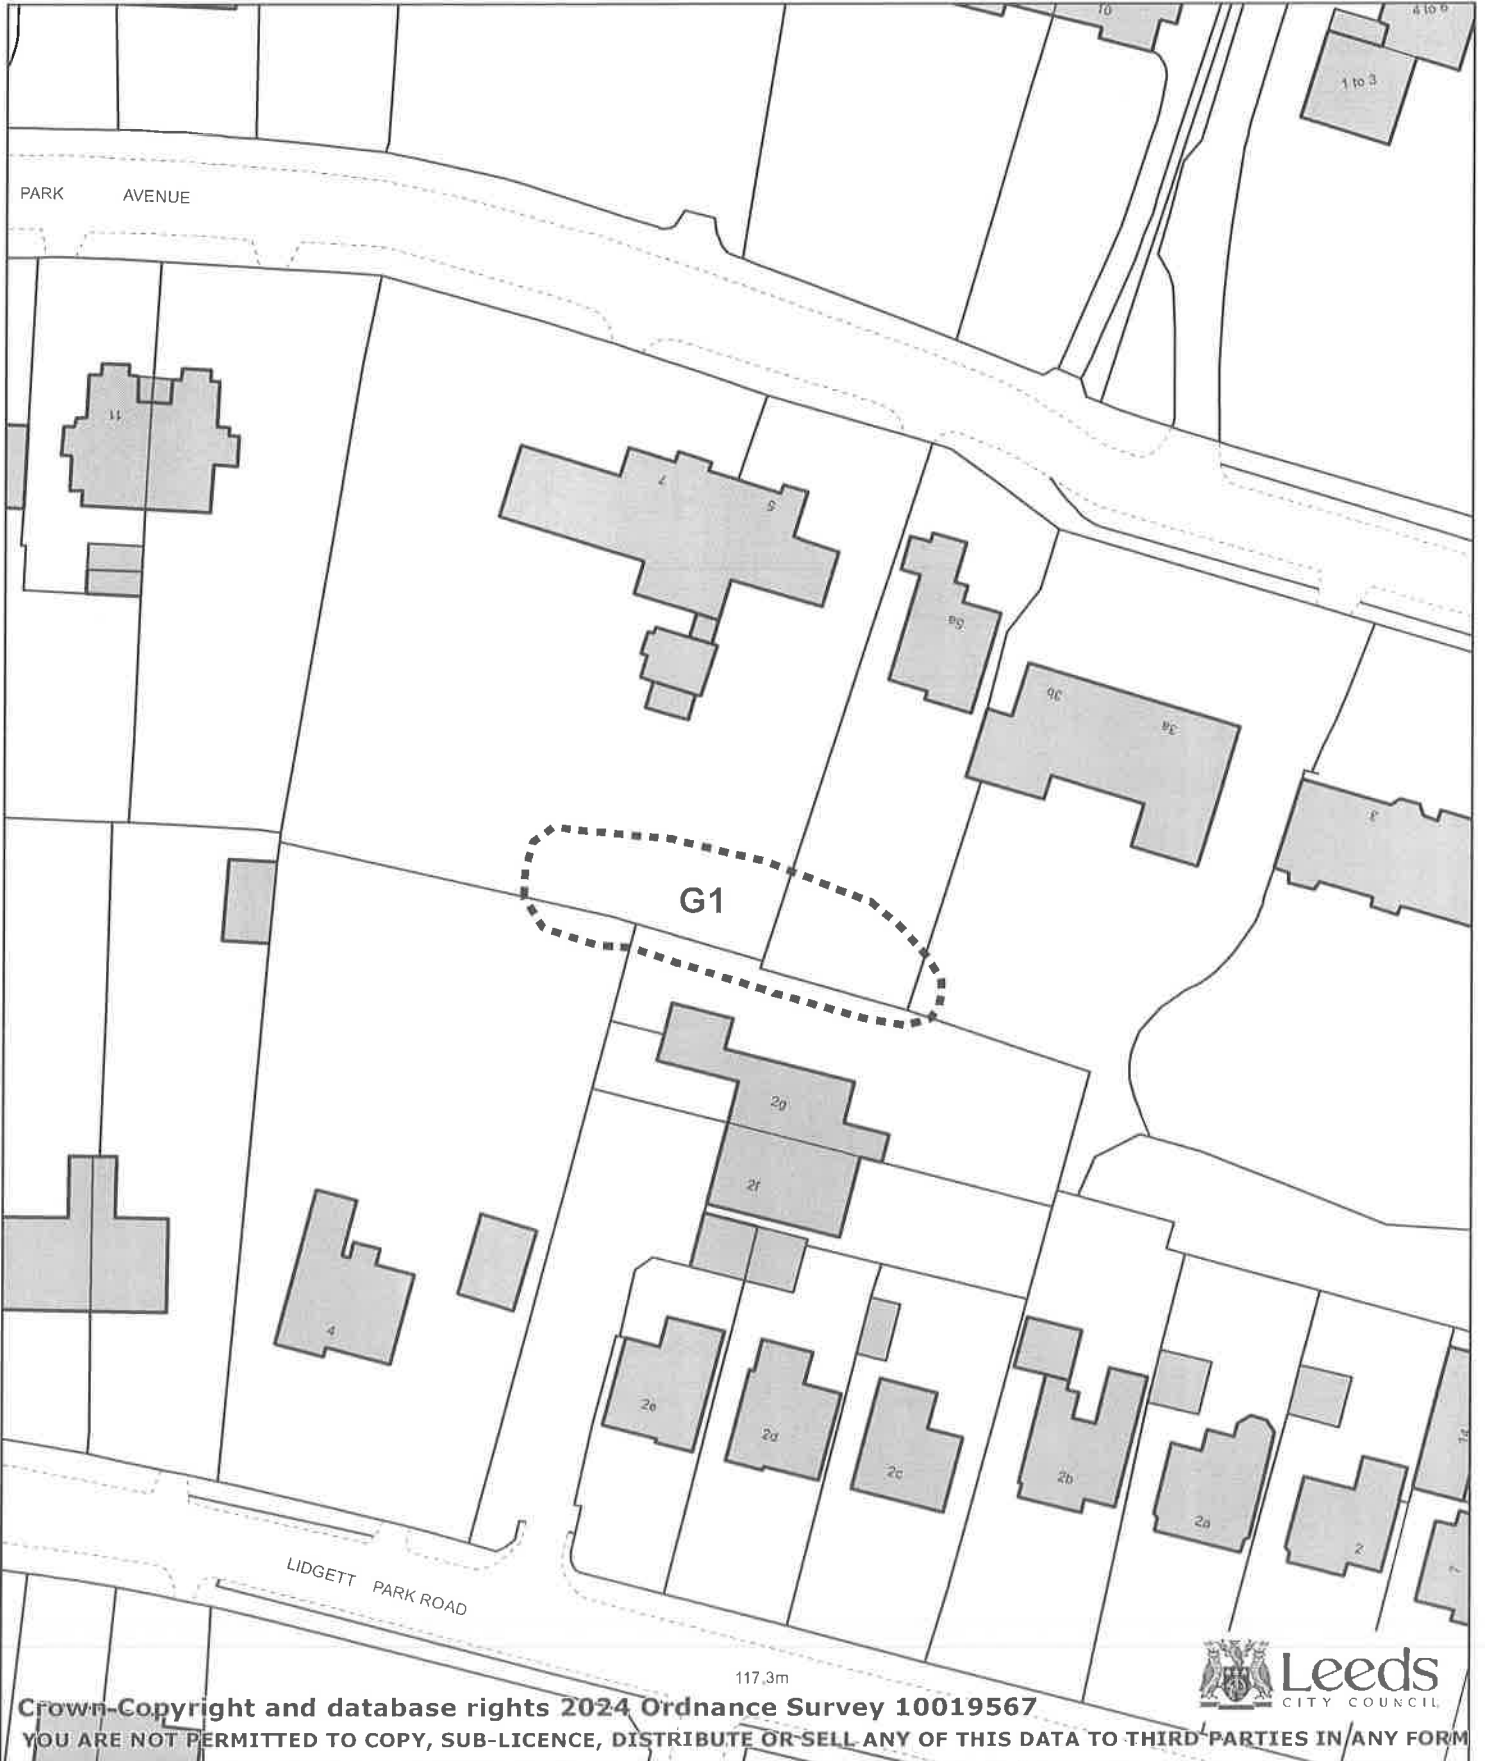 10
4 to 6
1 to 3
PARK AVENUE
11
7
5
5a
3b
3a
3
G1
2g
2f
4
2e
2d
2c
2b
2a
2
1a
7
LIDGETT PARK ROAD
117.3m
Leeds
CITY COUNCIL
Crown Copyright and database rights 2024 Ordnance Survey 10019567
YOU ARE NOT PERMITTED TO COPY, SUB-LICENCE, DISTRIBUTE OR SELL ANY OF THIS DATA TO THIRD PARTIES IN ANY FORM